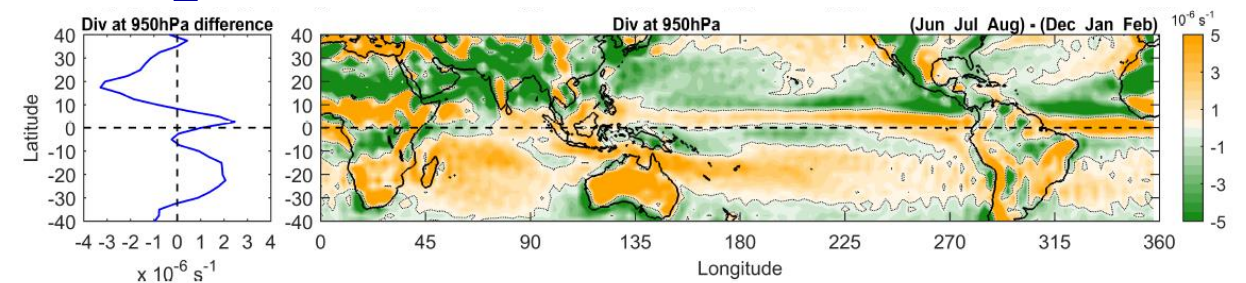 Div at 950hPa difference
Div at 950hPa
(Jun Jul Aug) - (Dec Jan Feb)
10-6 s-1
40
30
20
10
0
-10
-20
-30
-40
Latitude
-4 -3 -2 -1 0 1 2 3 4
x 10-6 s-1
40
30
20
10
0
-10
-20
-30
-40
0 45 90 135 180 225 270 315 360
Longitude
5
3
1
-1
-3
-5